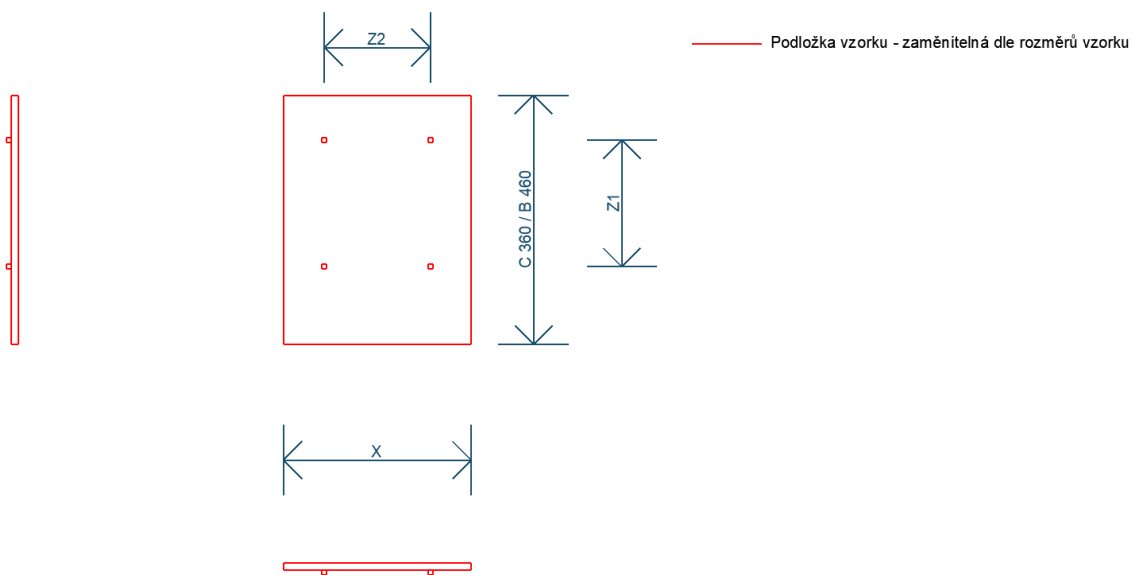 Z2
Podložka vzorku - zaměnitelná dle rozměrů vzorku
C 360 / B 460
Z1
X